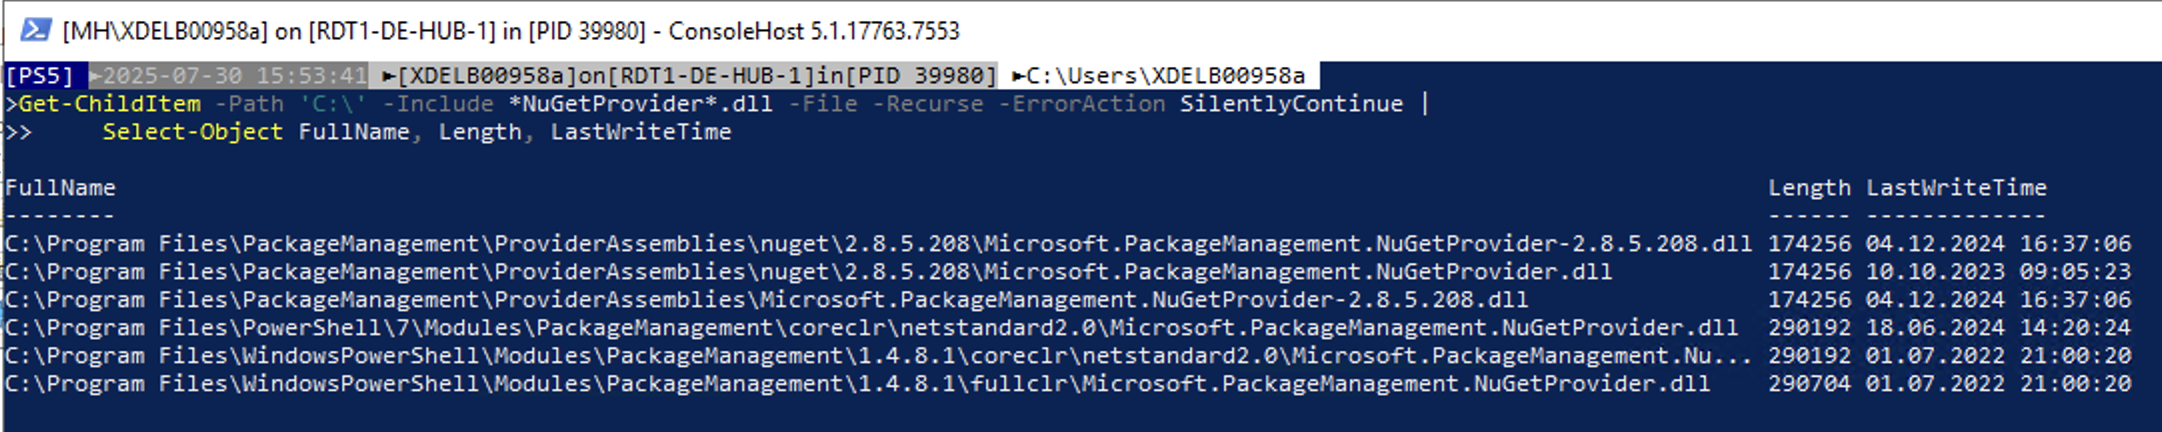 [MH\XDELB00958a] on [RDT1-DE-HUB-1] in [PID 39980] - ConsoleHost 5.1.17763.7553
[PS5] ►2025-07-30 15:53:41 ►[XDELB00958a]on[RDT1-DE-HUB-1]in[PID 39980] ►C:\Users\XDELB00958a
>Get-ChildItem -Path 'C:\' -Include *NuGetProvider*.dll -File -Recurse -ErrorAction SilentlyContinue |
>>     Select-Object FullName, Length, LastWriteTime
FullName Length LastWriteTime
-------- ------ -------------
C:\Program Files\PackageManagement\ProviderAssemblies\nuget\2.8.5.208\Microsoft.PackageManagement.NuGetProvider-2.8.5.208.dll 174256 04.12.2024 16:37:06
C:\Program Files\PackageManagement\ProviderAssemblies\nuget\2.8.5.208\Microsoft.PackageManagement.NuGetProvider.dll 174256 10.10.2023 09:05:23
C:\Program Files\PackageManagement\ProviderAssemblies\Microsoft.PackageManagement.NuGetProvider-2.8.5.208.dll 174256 04.12.2024 16:37:06
C:\Program Files\PowerShell\7\Modules\PackageManagement\coreclr\netstandard2.0\Microsoft.PackageManagement.NuGetProvider.dll 290192 18.06.2024 14:20:24
C:\Program Files\WindowsPowerShell\Modules\PackageManagement\1.4.8.1\coreclr\netstandard2.0\Microsoft.PackageManagement.Nu... 290192 01.07.2022 21:00:20
C:\Program Files\WindowsPowerShell\Modules\PackageManagement\1.4.8.1\fullclr\Microsoft.PackageManagement.NuGetProvider.dll 290704 01.07.2022 21:00:20